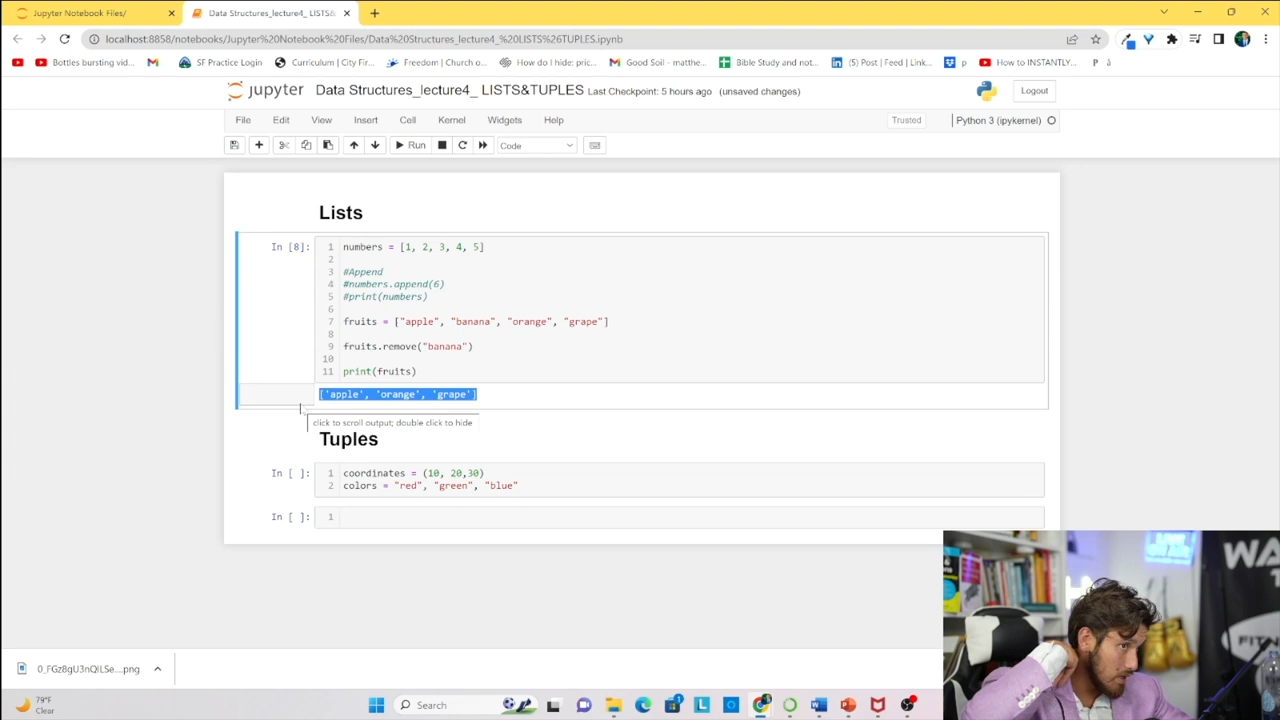 Jupyter Notebook Files/
Data Structures_lecture4_ LISTS&
localhost:8858/notebooks/Jupyter%20Notebook%20Files/Data%20Structures_lecture4_%20LISTS%26TUPLES.ipynb
Bottles bursting vid...
SF Practice Login
Curriculum | City Fir...
Freedom | Church o...
How do I hide: pric...
Good Soil - matthe...
Bible Study and not...
(5) Post | Feed | Link...
p
How to INSTANTLY...
P
à
jupyter Data Structures_lecture4_ LISTS&TUPLES Last Checkpoint: 5 hours ago (unsaved changes)
Logout
File Edit View Insert Cell Kernel Widgets Help
Trusted
Python 3 (ipykernel)
Run
Code
Lists
In [8]:
1 numbers = [1, 2, 3, 4, 5]
2
3 #Append
4 #numbers.append(6)
5 #print(numbers)
6
7 fruits = ["apple", "banana", "orange", "grape"]
8
9 fruits.remove("banana")
10
11 print(fruits)
['apple', 'orange', 'grape']
click to scroll output; double click to hide
Tuples
In [ ]:
1 coordinates = (10, 20,30)
2 colors = "red", "green", "blue"
In [ ]:
1
WA
T
FITN
0_FGz8gU3nQILSe....png
79°F
Clear
Search